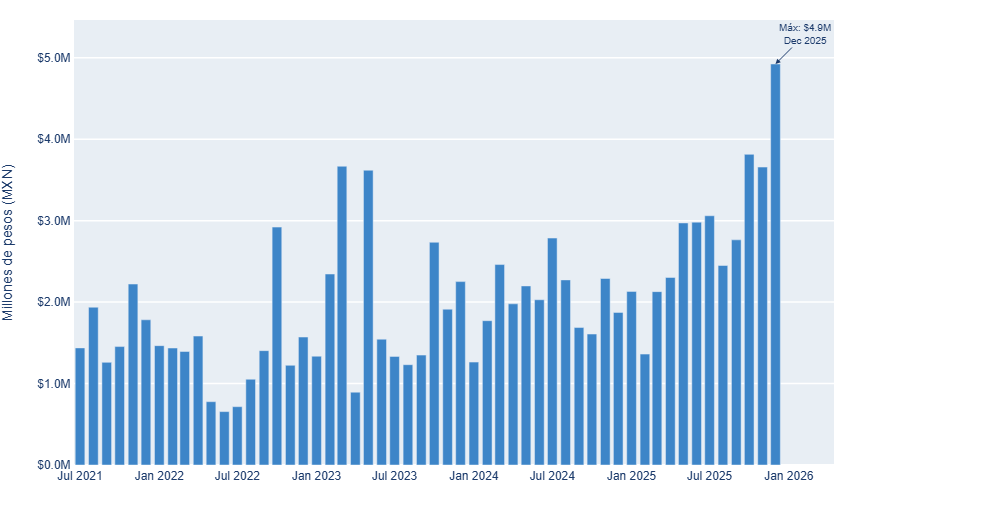 Máx: $4.9M
Dec 2025
$5.0M
$4.0M
$3.0M
$2.0M
$1.0M
$0.0M
Millones de pesos (MXN)
Jul 2021 Jan 2022 Jul 2022 Jan 2023 Jul 2023 Jan 2024 Jul 2024 Jan 2025 Jul 2025 Jan 2026